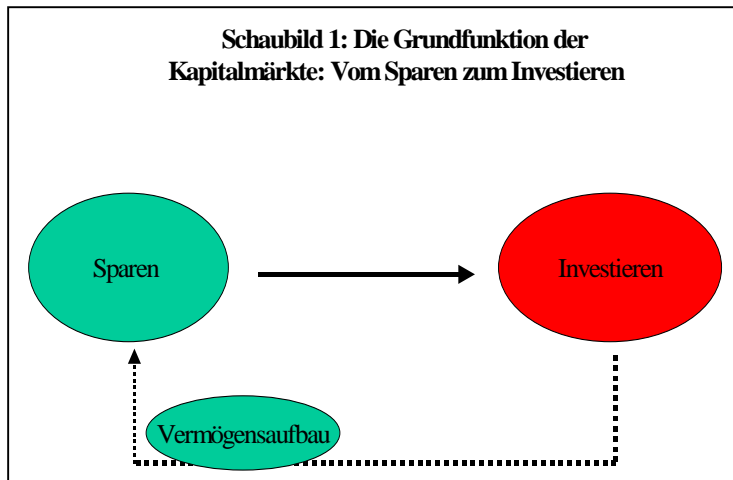 Schaubild 1: Die Grundfunktion der
Kapitalmärkte: Vom Sparen zum Investieren
Sparen
Investieren
Vermögensaufbau